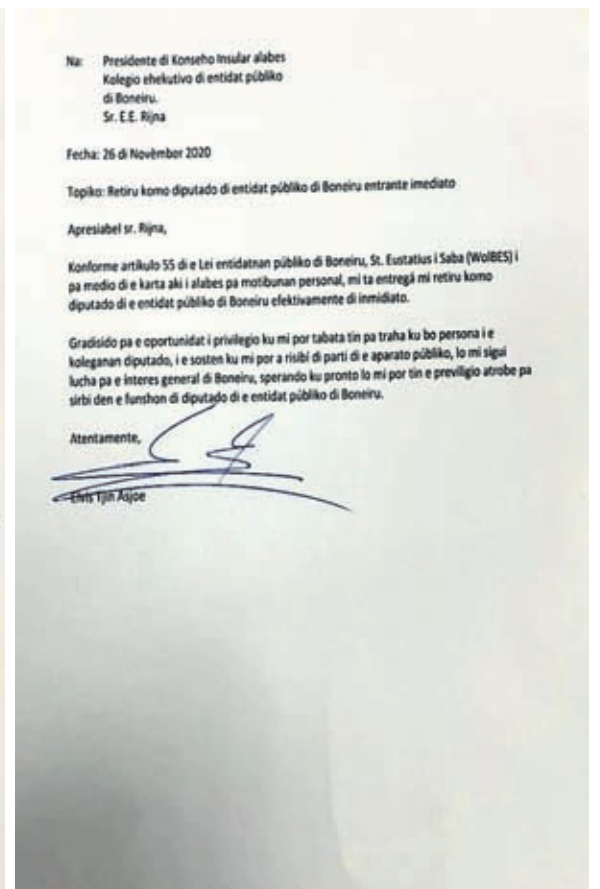 Na: Presidente di Konseho Insular alabes
Kolegio ehekutivo di entidat públiko
di Boneiru.
Sr. E.E. Rijna
Fecha: 26 di Novèmber 2020
Topiko: Retiru komo diputado di entidat públiko di Boneiru entrante imediato
Apresiabel sr. Rijna,
Konforme artikulo 55 di e Lei entidatnan públiko di Boneiru, St. Eustatius i Saba (WolBES) i
pa medio di e karta aki i alabes pa motibunan personal, mi ta entregá mi retiru komo
diputado di e entidat públiko di Boneiru efektivamente di inmidiato.
Gradisido pa e oportunidat i privilegio ku mi por tabata tin pa traha ku bo persona i e
koleganan diputado, i e sosten ku mi por a risibí di parti di e aparato públiko, lo mi sigui
lucha pa e interes general di Boneiru, sperando ku pronto lo mi por tin e previligio atrobe pa
sirbi den e funshon di diputado di e entidat públiko di Boneiru.
Atentamente,
Elvis Tjin Asjoe